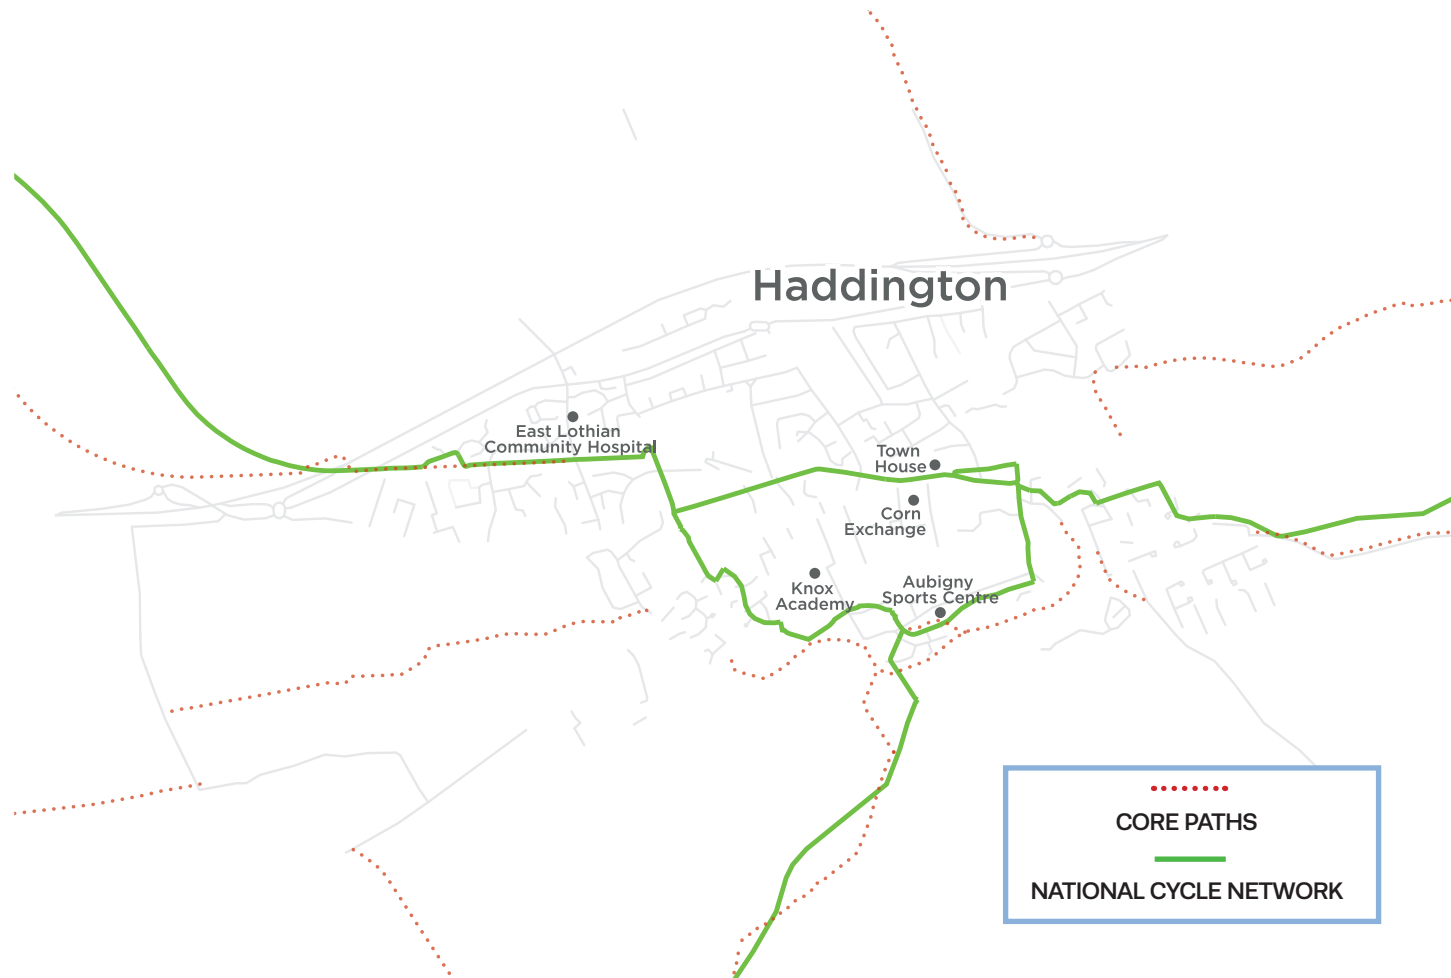 Haddington
East Lothian
Community Hospital
Town
House
Corn
Exchange
Knox
Academy
Aubigny
Sports Centre
CORE PATHS
NATIONAL CYCLE NETWORK